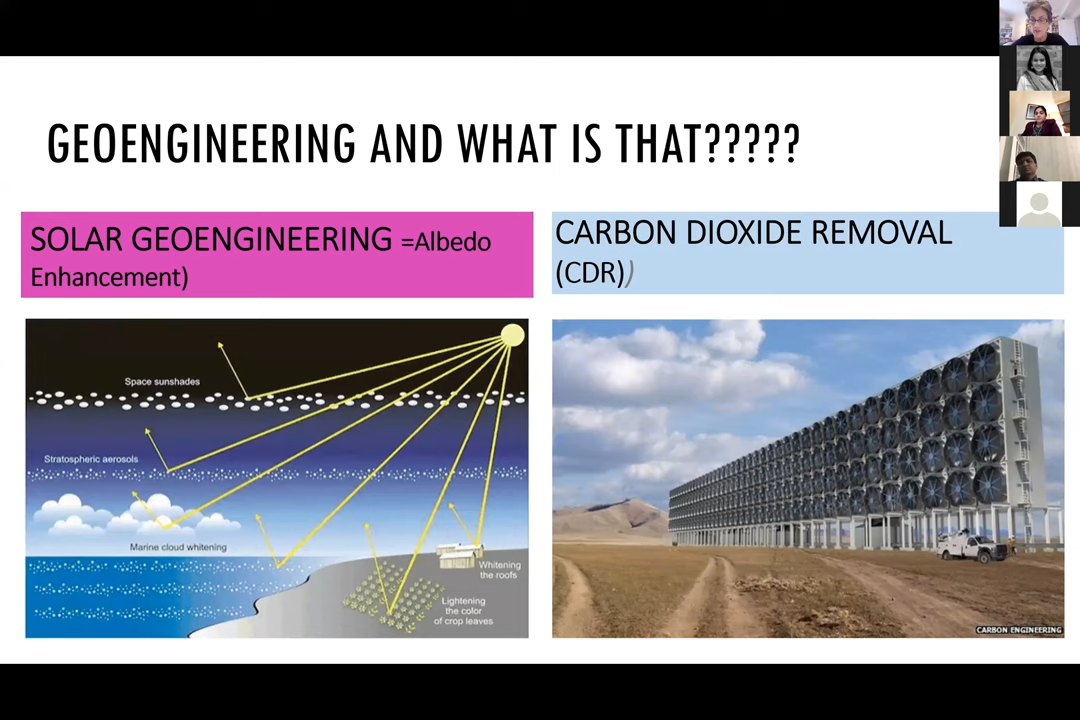 GEOENGINEERING AND WHAT IS THAT?????
SOLAR GEOENGINEERING =Albedo
Enhancement)
CARBON DIOXIDE REMOVAL
(CDR))
Space sunshades
Stratospheric aerosols
Marine cloud whitening
Whitening
the roofs
Lightening
the color
of crop leaves
CARBON ENGINEERING